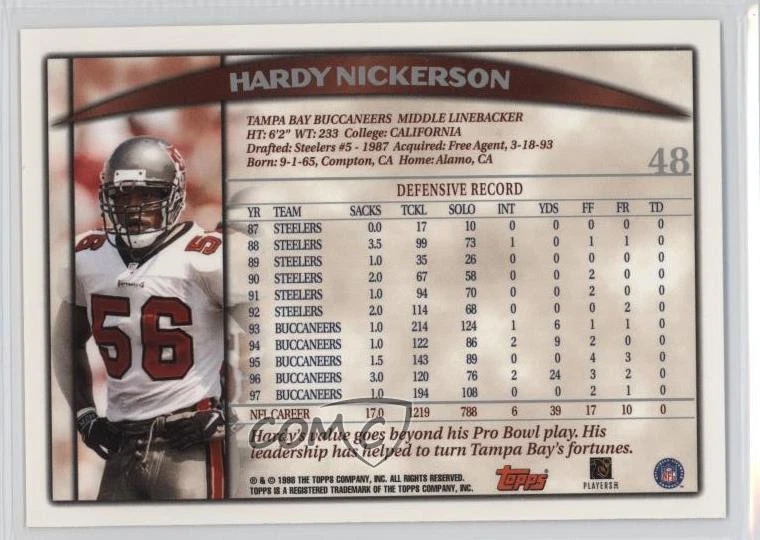 HARDY NICKERSON
TAMPA BAY BUCCANEERS MIDDLE LINEBACKER
HT: 6'2" WT: 233 College: CALIFORNIA
Drafted: Steelers #5 - 1987 Acquired: Free Agent, 3-18-93
Born: 9-1-65, Compton, CA Home: Alamo, CA
48
DEFENSIVE RECORD
YR TEAM SACKS TCKL SOLO INT YDS FF FR TD
87 STEELERS 0.0 17 10 0 0 0 0 0
88 STEELERS 3.5 99 73 1 0 1 1 0
89 STEELERS 1.0 35 26 0 0 0 0 0
90 STEELERS 2.0 67 58 0 0 2 0 0
91 STEELERS 1.0 94 70 0 0 2 0 0
92 STEELERS 2.0 114 68 0 0 0 2 0
93 BUCCANEERS 1.0 214 124 1 6 1 1 0
94 BUCCANEERS 1.0 122 86 2 9 2 0 0
95 BUCCANEERS 1.5 143 89 0 0 4 3 0
96 BUCCANEERS 3.0 120 76 2 24 3 2 0
97 BUCCANEERS 1.0 194 108 0 0 2 1 0
NFL CAREER 17.0 1219 788 6 39 17 10 0
Hardy's value goes beyond his Pro Bowl play. His
leadership has helped to turn Tampa Bay's fortunes.
® & © 1998 THE TOPPS COMPANY, INC. ALL RIGHTS RESERVED.
TOPPS IS A REGISTERED TRADEMARK OF THE TOPPS COMPANY, INC.
Topps
PLAYERS
NFL
56
56
COMC